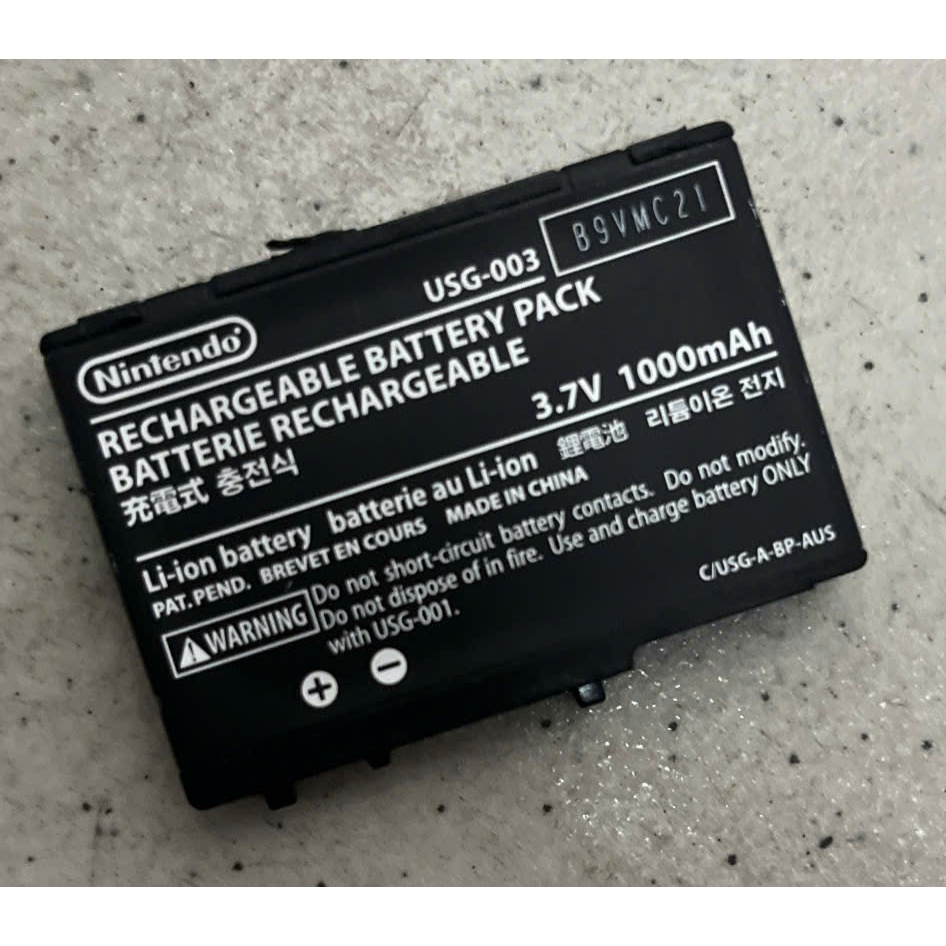 B9VMC21
Nintendo USG-003
RECHARGEABLE BATTERY PACK
BATTERIE RECHARGEABLE
充電式 충전식
3.7V 1000mAh
Li-ion battery batterie au Li-ion 鋰電池 리튬이온 전지
PAT. PEND. BREVET EN COURS MADE IN CHINA
WARNING Do not short-circuit battery contacts. Do not modify.
Do not dispose of in fire. Use and charge battery ONLY
with USG-001.
C/USG-A-BP-AUS
+ −